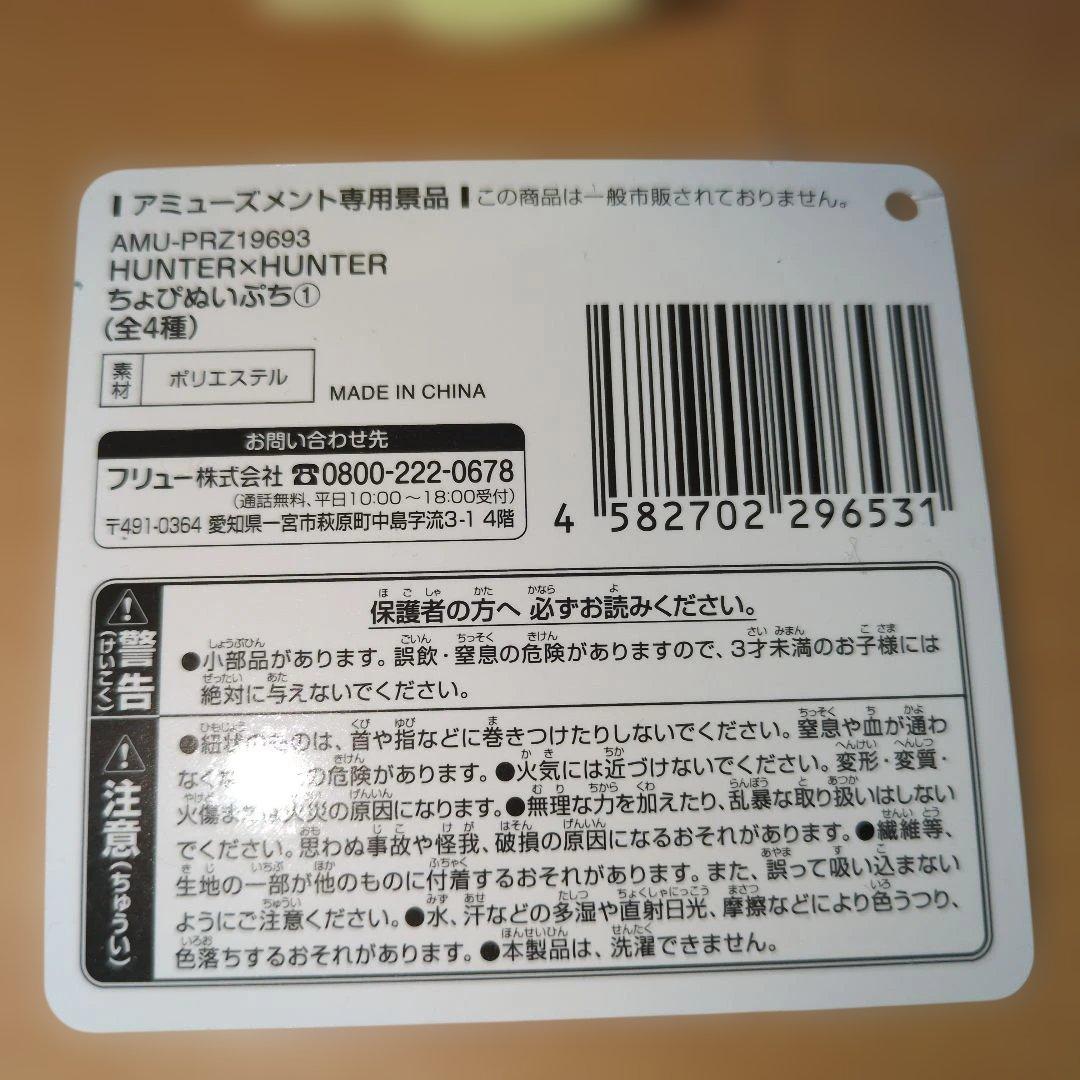 アミューズメント専用景品 この商品は一般市販されておりません。
AMU-PRZ19693
HUNTER×HUNTER
ちょぴぬいぷち①
(全4種)
素材 ポリエステル MADE IN CHINA
お問い合わせ先
フリュー株式会社 ☎0800-222-0678
(通話無料、平日10:00～18:00受付)
〒491-0364 愛知県一宮市萩原町中島字流3-1 4階
4 582702 296531
保護者の方へ 必ずお読みください。
警告(けいこく)
●小部品があります。誤飲・窒息の危険がありますので、3才未満のお子様には
絶対に与えないでください。
注意(ちゅうい)
●紐状のものは、首や指などに巻きつけたりしないでください。窒息や血が通わ
なくな の危険があります。●火気には近づけないでください。変形・変質・
火傷ま は火災の原因になります。●無理な力を加えたり、乱暴な取り扱いはしない
でください。思わぬ事故や怪我、破損の原因になるおそれがあります。●繊維等、
生地の一部が他のものに付着するおそれがあります。また、誤って吸い込まない
ようにご注意ください。●水、汗などの多湿や直射日光、摩擦などにより色うつり、
色落ちするおそれがあります。●本製品は、洗濯できません。